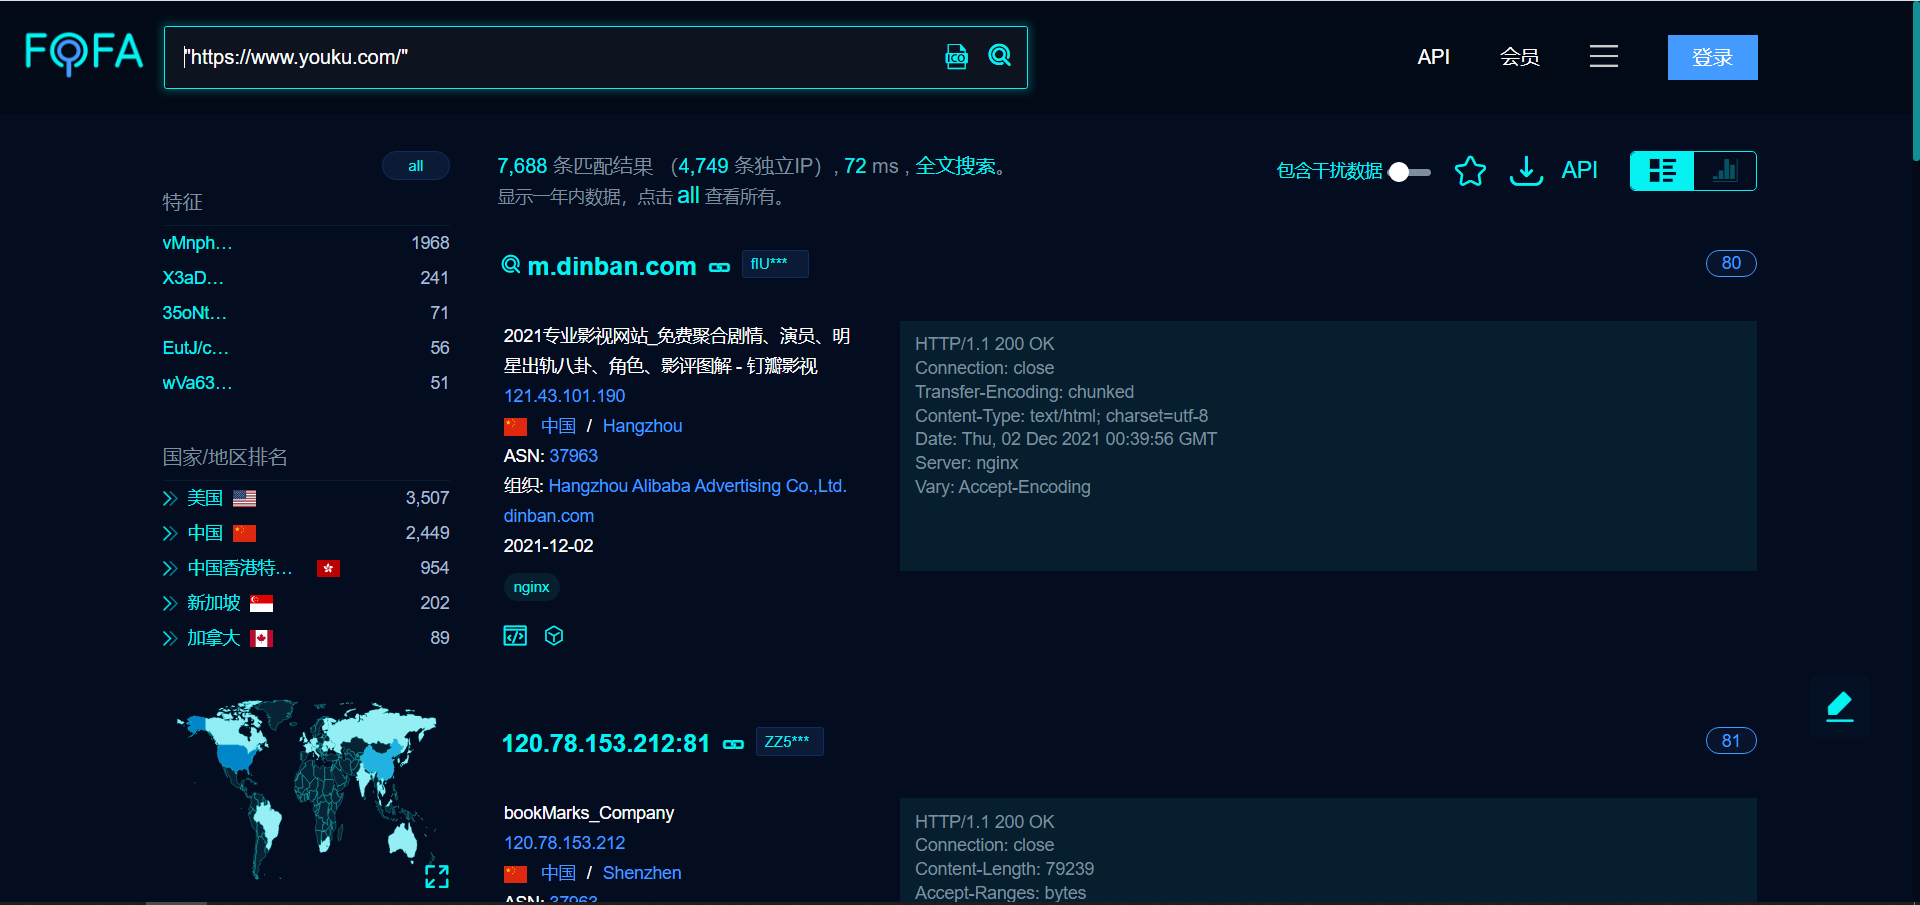 FOFA
"https://www.youku.com/"
ICO
API
会员
登录
all
特征
vMnph... 1968
X3aD... 241
35oNt... 71
EutJ/c... 56
wVa63... 51
国家/地区排名
美国 3,507
中国 2,449
中国香港特... 954
新加坡 202
加拿大 89
7,688 条匹配结果 （4,749 条独立IP）, 72 ms , 全文搜索。
显示一年内数据，点击 all 查看所有。
包含干扰数据
API
m.dinban.com
flU***
80
2021专业影视网站_免费聚合剧情、演员、明
星出轨八卦、角色、影评图解 - 钉瓣影视
121.43.101.190
中国 / Hangzhou
ASN: 37963
组织: Hangzhou Alibaba Advertising Co.,Ltd.
dinban.com
2021-12-02
nginx
HTTP/1.1 200 OK
Connection: close
Transfer-Encoding: chunked
Content-Type: text/html; charset=utf-8
Date: Thu, 02 Dec 2021 00:39:56 GMT
Server: nginx
Vary: Accept-Encoding
120.78.153.212:81
ZZ5***
81
bookMarks_Company
120.78.153.212
中国 / Shenzhen
ASN: 37963
HTTP/1.1 200 OK
Connection: close
Content-Length: 79239
Accept-Ranges: bytes